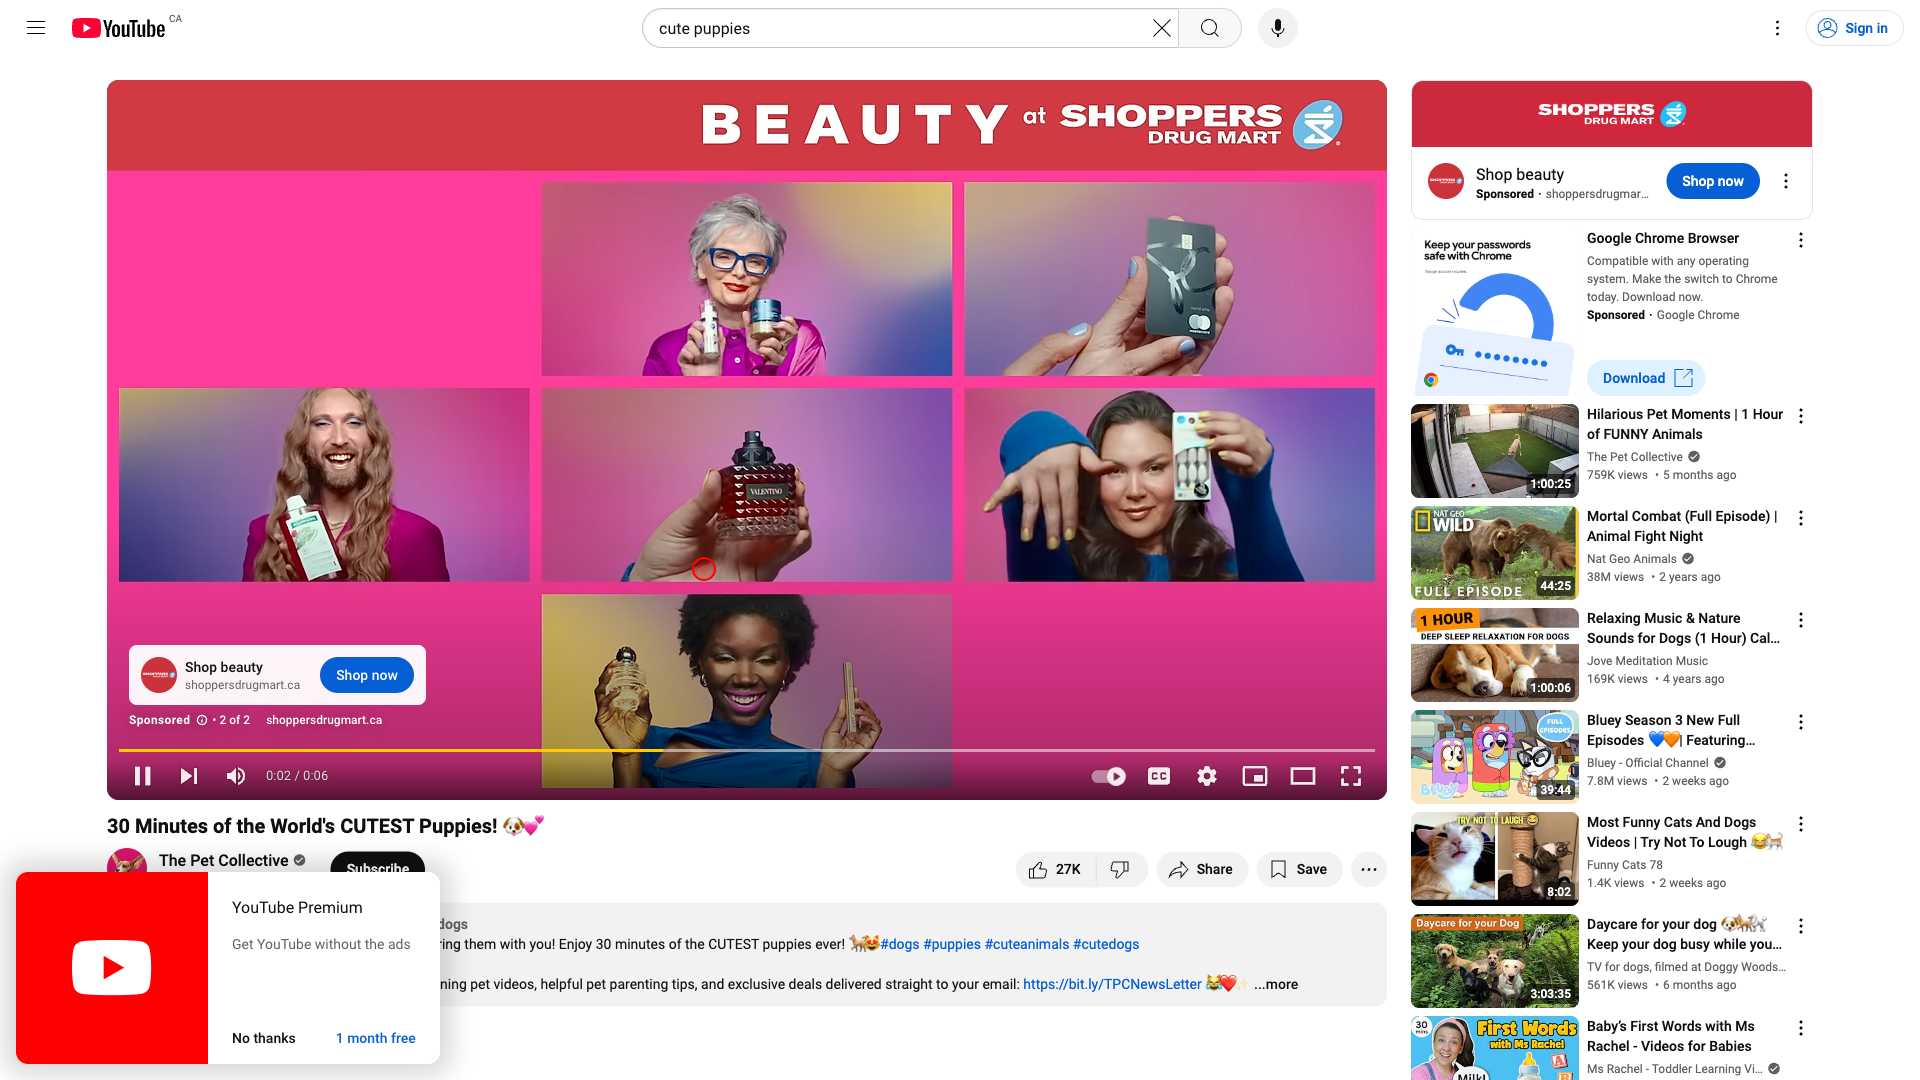 YouTube CA
cute puppies
Sign in
BEAUTY at SHOPPERS
DRUG MART
VALENTINO
Shop beauty
shoppersdrugmart.ca
Shop now
Sponsored · 2 of 2 shoppersdrugmart.ca
0:02 / 0:06
CC
30 Minutes of the World's CUTEST Puppies! 🐶💕
The Pet Collective
Subscribe
27K
Share
Save
dogs
ring them with you! Enjoy 30 minutes of the CUTEST puppies ever! 🐕😻#dogs #puppies #cuteanimals #cutedogs
ning pet videos, helpful pet parenting tips, and exclusive deals delivered straight to your email: https://bit.ly/TPCNewsLetter 😹❤️✨ ...more
YouTube Premium
Get YouTube without the ads
No thanks
1 month free
SHOPPERS
DRUG MART
Shop beauty
Sponsored · shoppersdrugmar...
Shop now
Keep your passwords
safe with Chrome
Google Chrome Browser
Compatible with any operating
system. Make the switch to Chrome
today. Download now.
Sponsored · Google Chrome
Download
1:00:25
Hilarious Pet Moments | 1 Hour
of FUNNY Animals
The Pet Collective
759K views • 5 months ago
NAT GEO
WILD
FULL EPISODE
44:25
Mortal Combat (Full Episode) |
Animal Fight Night
Nat Geo Animals
38M views • 2 years ago
1 HOUR
DEEP SLEEP RELAXATION FOR DOGS
1:00:06
Relaxing Music & Nature
Sounds for Dogs (1 Hour) Cal...
Jove Meditation Music
169K views • 4 years ago
FULL
EPISODES
BLUEY
39:44
Bluey Season 3 New Full
Episodes 💙🧡| Featuring...
Bluey - Official Channel
7.8M views • 2 weeks ago
TRY NOT TO LAUGH 😂
8:02
Most Funny Cats And Dogs
Videos | Try Not To Lough 😂🐈
Funny Cats 78
1.4K views • 2 weeks ago
Daycare for your Dog
3:03:35
Daycare for your dog 🐶🐕🐩
Keep your dog busy while you...
TV for dogs, filmed at Doggy Woods...
561K views • 6 months ago
30
MINS
First Words
with Ms Rachel
Milk!
A
B
Baby's First Words with Ms
Rachel - Videos for Babies
Ms Rachel - Toddler Learning Vi...